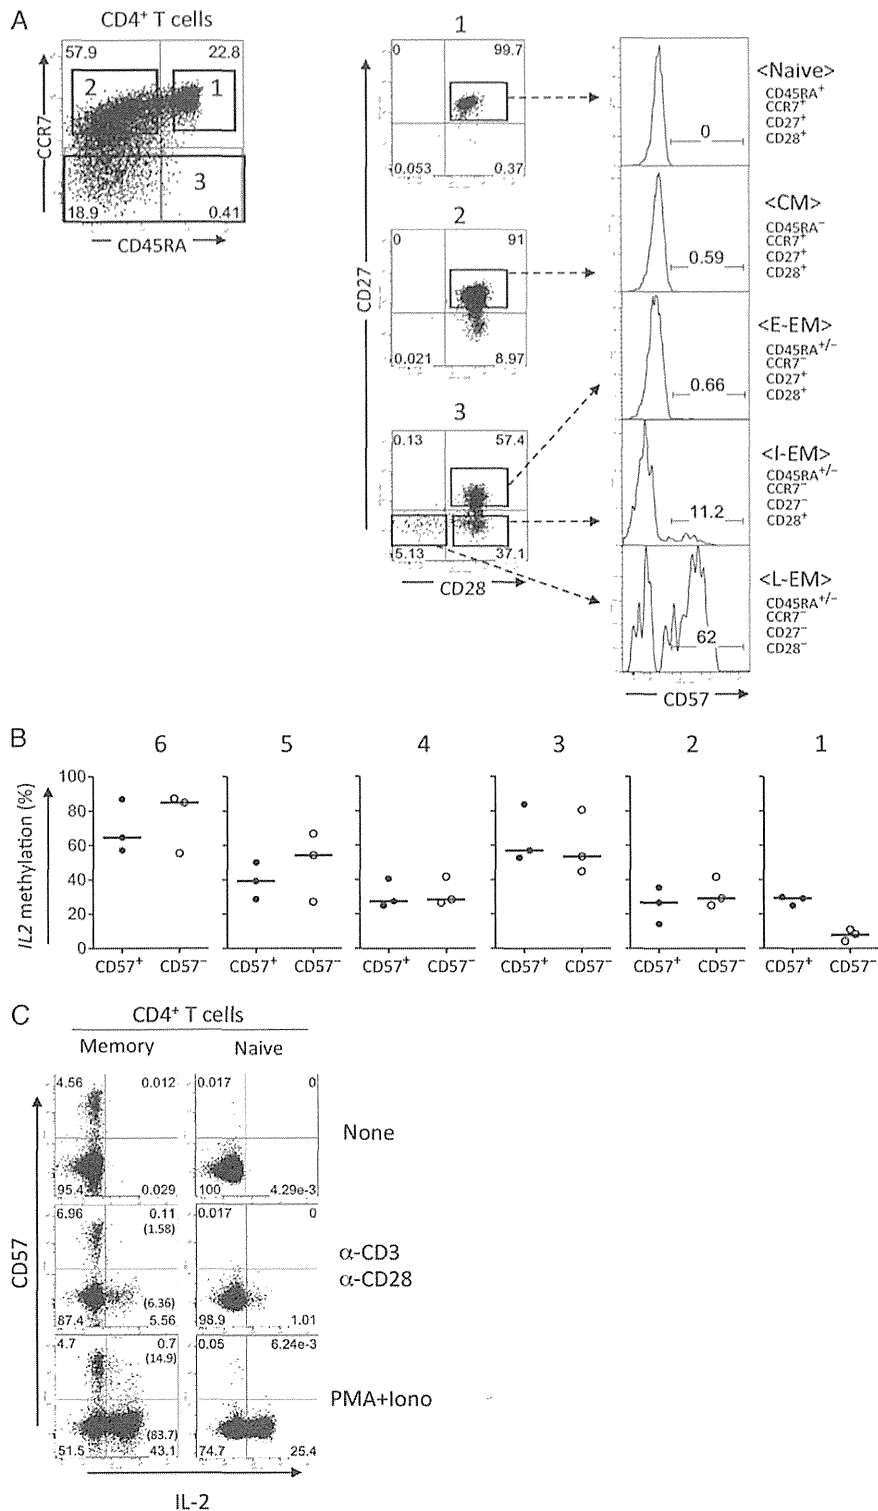 A
CD4⁺ T cells
57.9 22.8
2 1
3
18.9 0.41
CCR7
CD45RA
1
0 99.7
0.053 0.37
2
0 91
0.021 8.97
3
0.13 57.4
5.13 37.1
CD27
CD28
0
<Naive>
CD45RA⁺
CCR7⁺
CD27⁺
CD28⁺
0.59
<CM>
CD45RA⁻
CCR7⁺
CD27⁺
CD28⁺
0.66
<E-EM>
CD45RA⁺/⁻
CCR7⁻
CD27⁺
CD28⁺
11.2
<I-EM>
CD45RA⁺/⁻
CCR7⁻
CD27⁻
CD28⁺
62
<L-EM>
CD45RA⁺/⁻
CCR7⁻
CD27⁻
CD28⁻
CD57
B
6 5 4 3 2 1
IL2 methylation (%)
100
80
60
40
20
0
CD57⁺ CD57⁻ CD57⁺ CD57⁻ CD57⁺ CD57⁻ CD57⁺ CD57⁻ CD57⁺ CD57⁻ CD57⁺ CD57⁻
C
CD4⁺ T cells
Memory Naive
4.56 0.012 0.017 0
None
95.4 0.029 100 4.29e-3
6.96 0.11 0.017 0
(1.58)
α-CD3
α-CD28
(6.36)
87.4 5.56 98.9 1.01
4.7 0.7 0.05 6.24e-3
(14.9)
PMA+Iono
(83.7)
51.5 43.1 74.7 25.4
CD57
IL-2